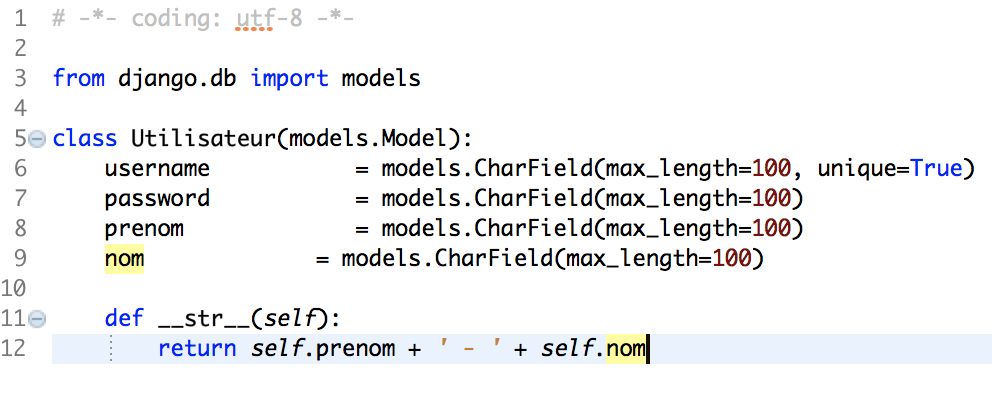 1 # -*- coding: utf-8 -*-
2
3 from django.db import models
4
5 class Utilisateur(models.Model):
6     username           = models.CharField(max_length=100, unique=True)
7     password           = models.CharField(max_length=100)
8     prenom             = models.CharField(max_length=100)
9     nom             = models.CharField(max_length=100)
10
11     def __str__(self):
12         return self.prenom + ' - ' + self.nom